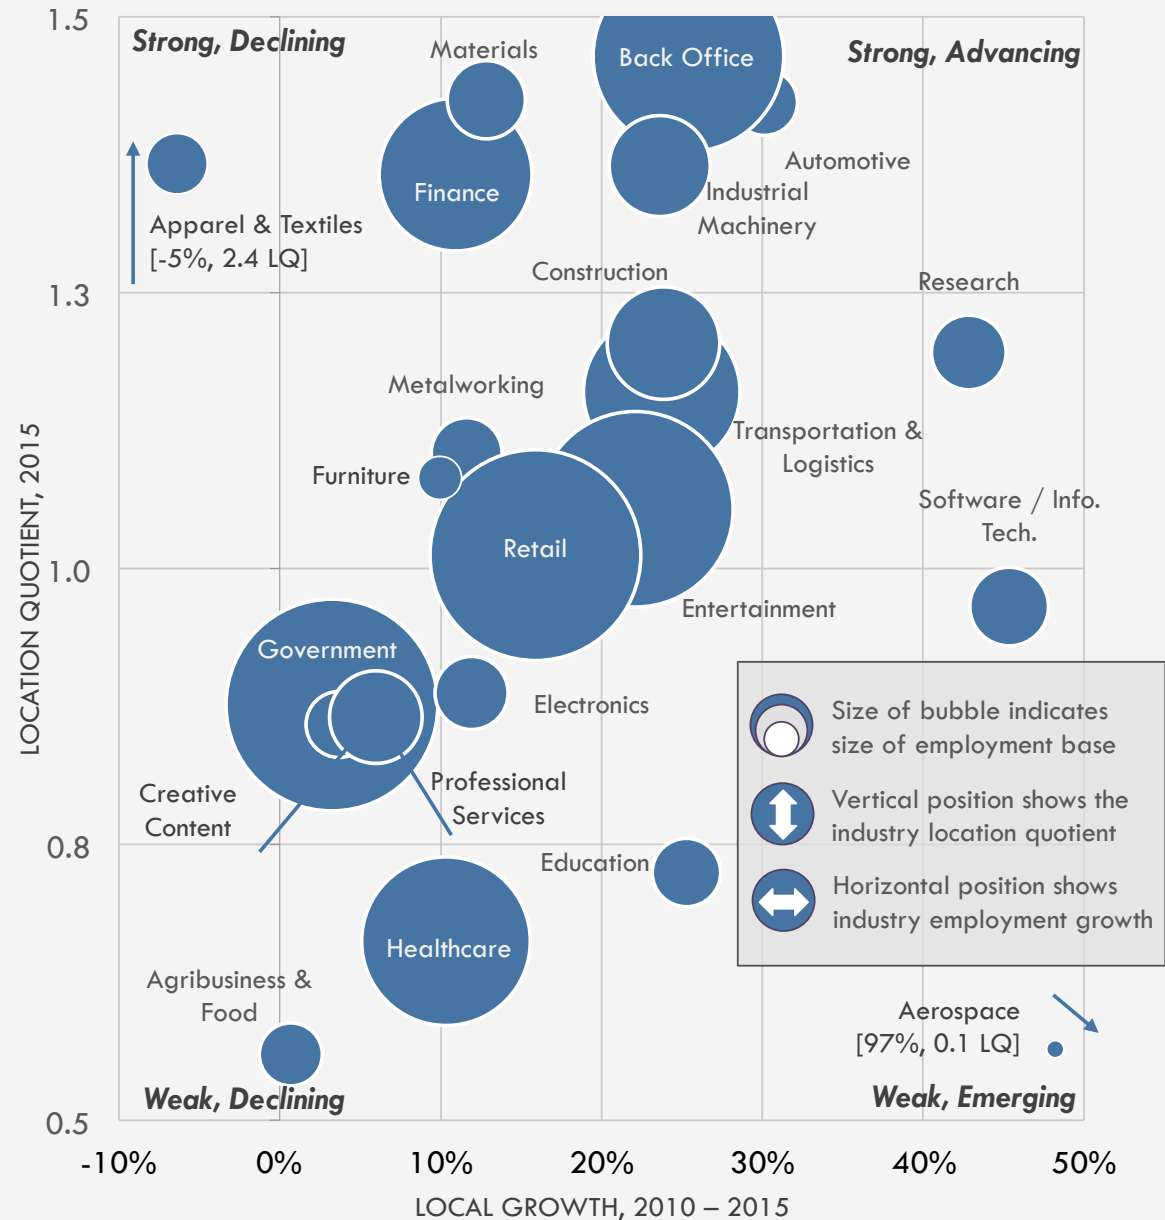 1.5
Strong, Declining
Materials
Back Office
Strong, Advancing
Automotive
Finance
Industrial
Machinery
Apparel & Textiles
[-5%, 2.4 LQ]
Construction
Research
1.3
Metalworking
Transportation &
Logistics
Furniture
Software / Info.
Tech.
Retail
LOCATION QUOTIENT, 2015
1.0
Entertainment
Government
Electronics
Size of bubble indicates
size of employment base
Creative
Content
Professional
Services
Vertical position shows the
industry location quotient
0.8
Education
Horizontal position shows
industry employment growth
Healthcare
Agribusiness &
Food
Aerospace
[97%, 0.1 LQ]
Weak, Declining
Weak, Emerging
0.5
-10%
0%
10%
20%
30%
40%
50%
LOCAL GROWTH, 2010 – 2015